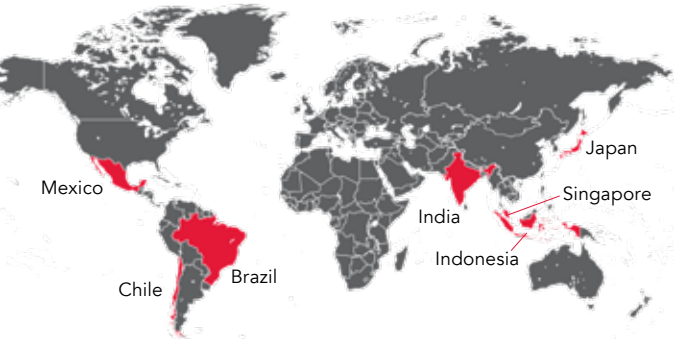 Japan
Mexico
Singapore
India
Indonesia
Brazil
Chile